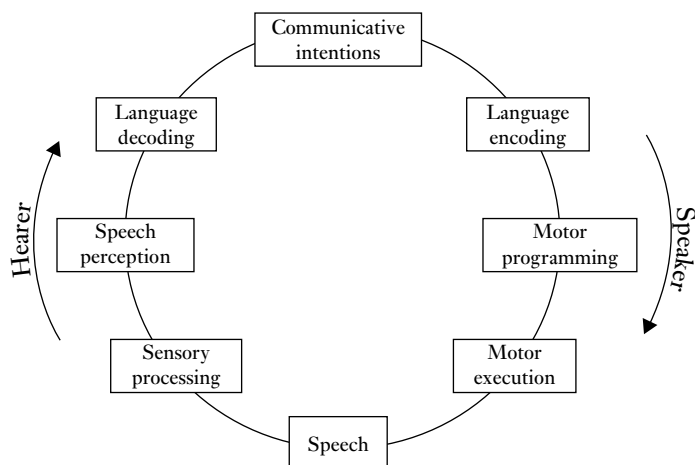 Communicative
intentions
Language
decoding
Language
encoding
Hearer
Speaker
Speech
perception
Motor
programming
Sensory
processing
Motor
execution
Speech